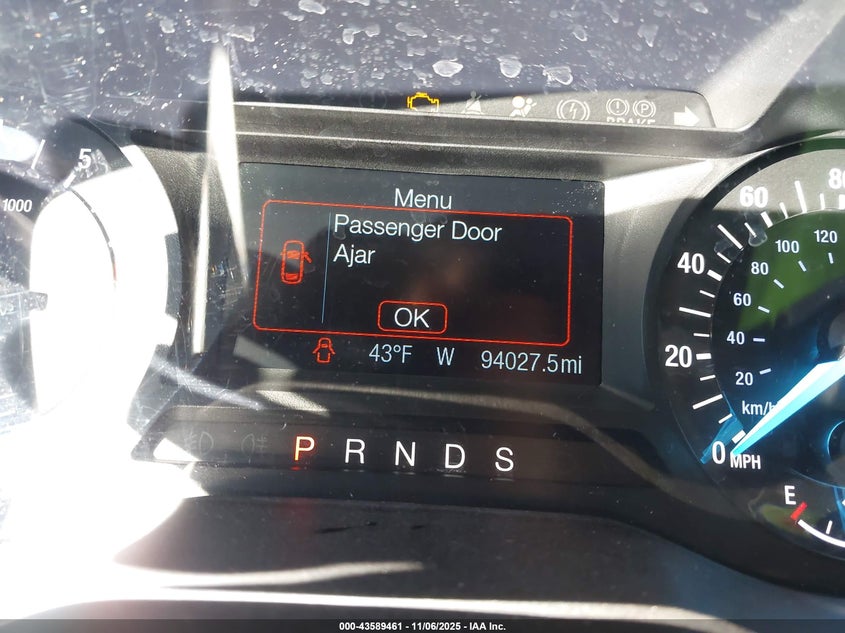 BRAKE
5
1000
Menu
Passenger Door
Ajar
OK
43°F W 94027.5mi
P R N D S
60 80
40
20
0 MPH
120
100
80
60
40
20
km/h
E
000-43589461 - 11/06/2025 - IAA Inc.